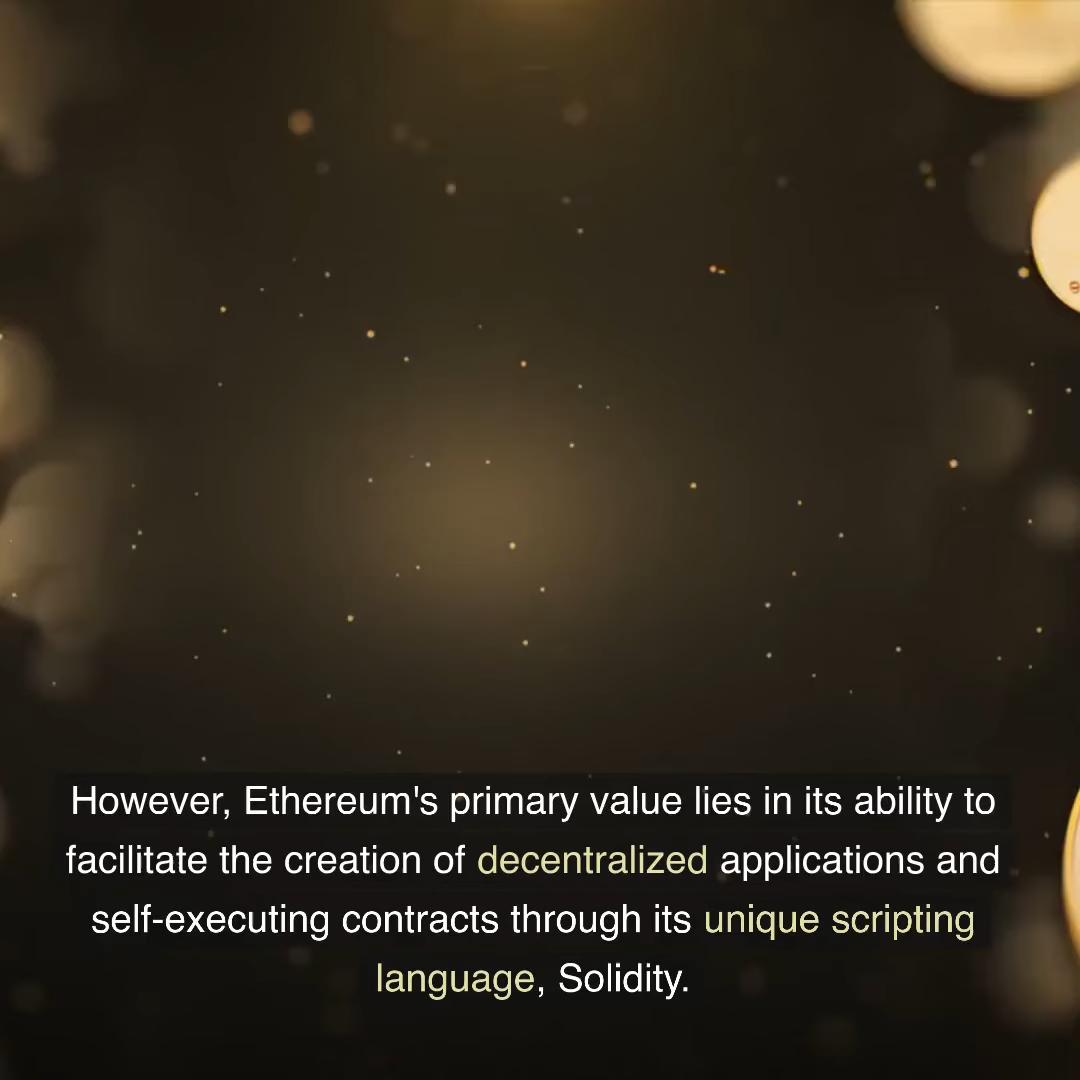 However, Ethereum's primary value lies in its ability to
facilitate the creation of decentralized applications and
self-executing contracts through its unique scripting
language, Solidity.